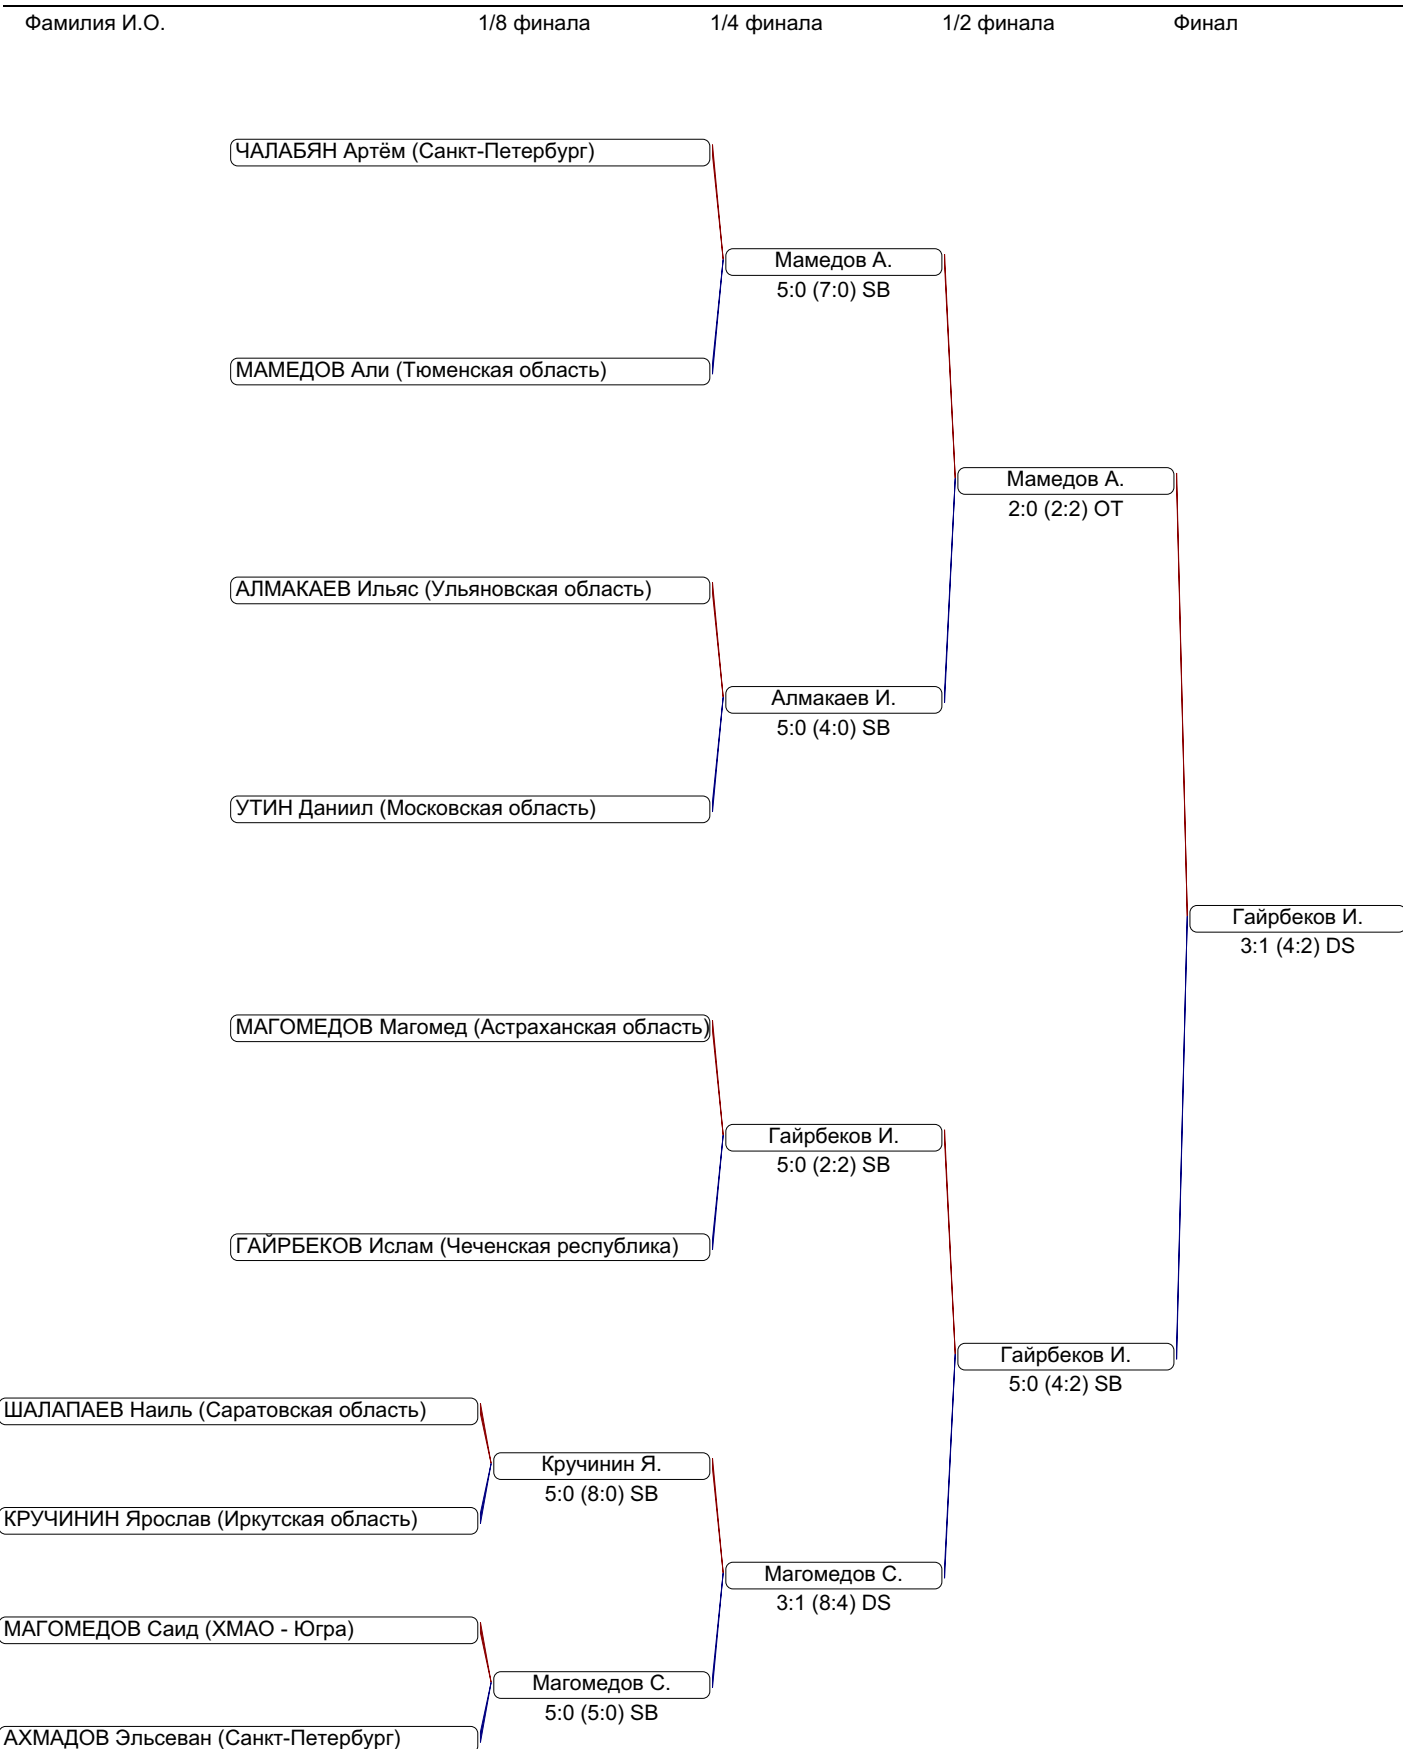 Фамилия И.О. 1/8 финала 1/4 финала 1/2 финала Финал
ЧАЛАБЯН Артём (Санкт-Петербург)
Мамедов А.
5:0 (7:0) SB
МАМЕДОВ Али (Тюменская область)
Мамедов А.
2:0 (2:2) OT
АЛМАКАЕВ Ильяс (Ульяновская область)
Алмакаев И.
5:0 (4:0) SB
УТИН Даниил (Московская область)
Гайрбеков И.
3:1 (4:2) DS
МАГОМЕДОВ Магомед (Астраханская область)
Гайрбеков И.
5:0 (2:2) SB
ГАЙРБЕКОВ Ислам (Чеченская республика)
Гайрбеков И.
5:0 (4:2) SB
ШАЛАПАЕВ Наиль (Саратовская область)
Кручинин Я.
5:0 (8:0) SB
КРУЧИНИН Ярослав (Иркутская область)
Магомедов С.
3:1 (8:4) DS
МАГОМЕДОВ Саид (ХМАО - Югра)
Магомедов С.
5:0 (5:0) SB
АХМАДОВ Эльсеван (Санкт-Петербург)